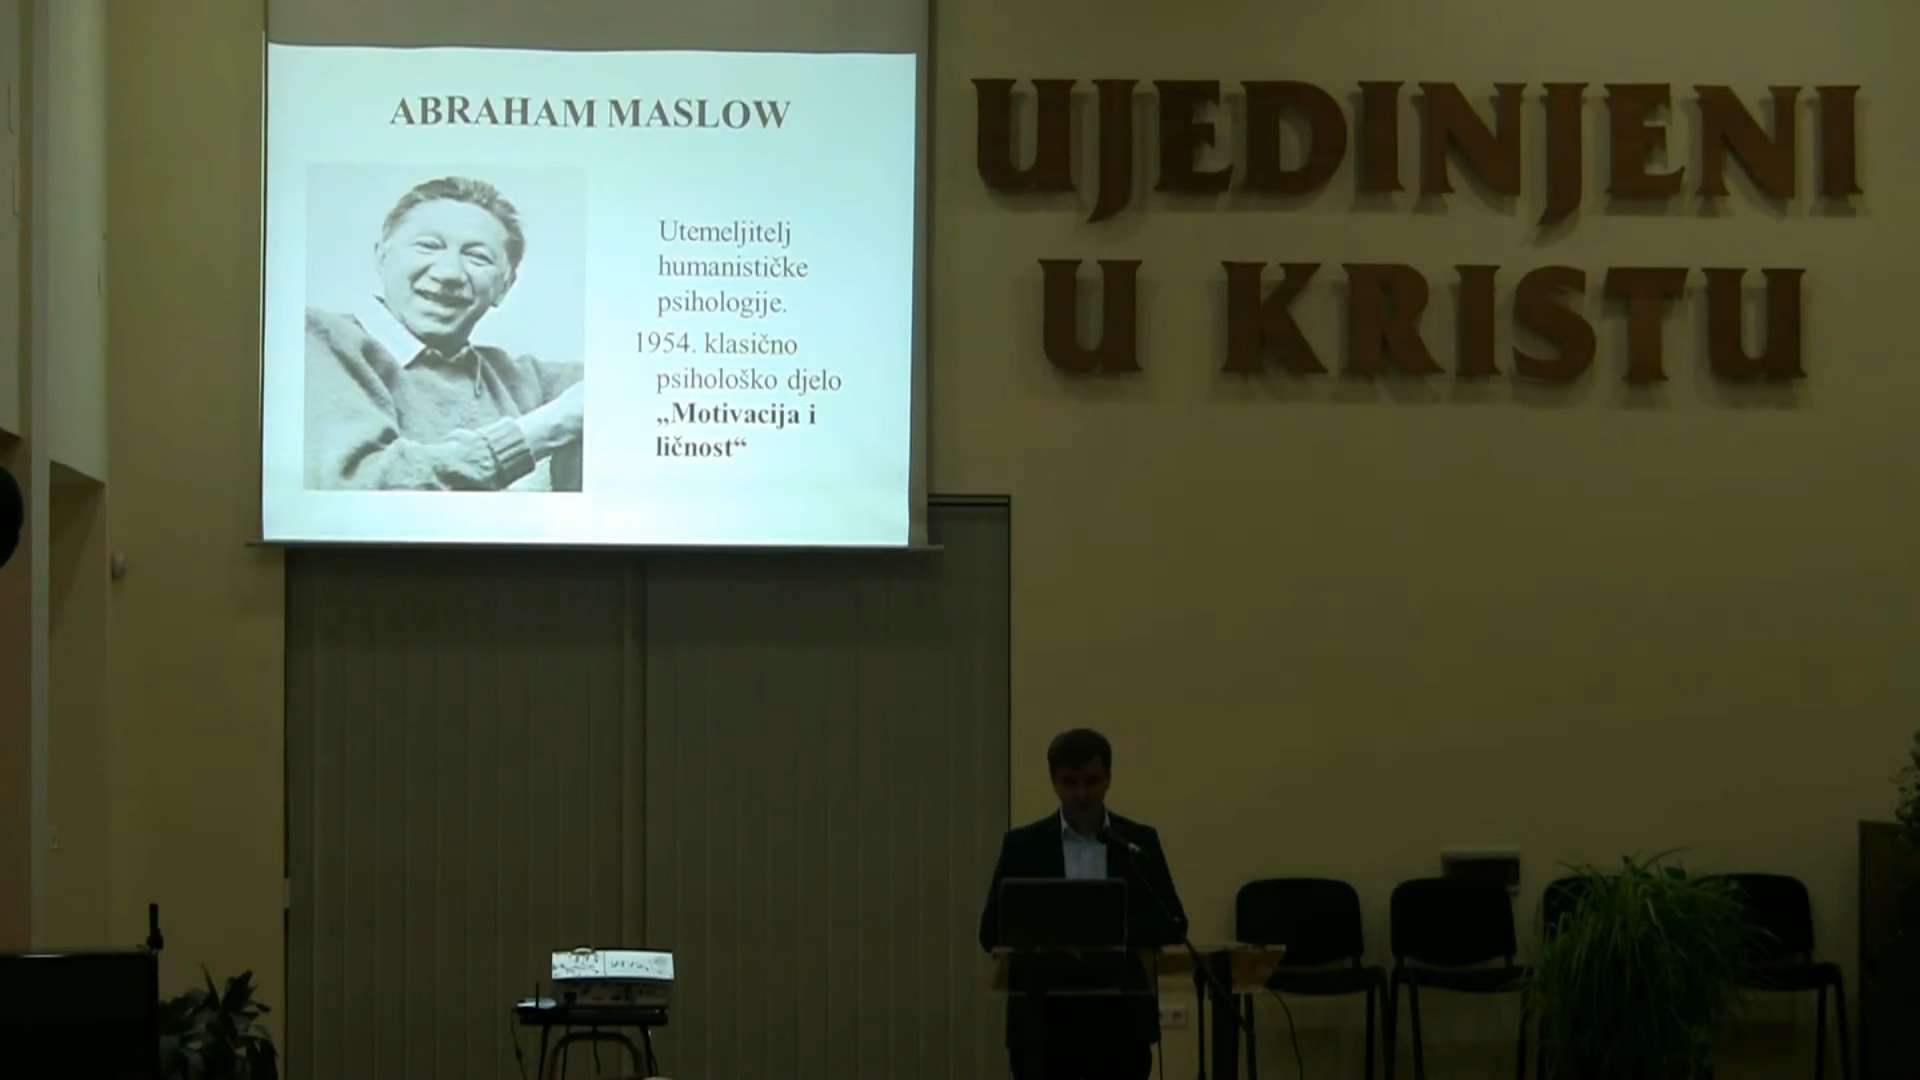 ABRAHAM MASLOW
Utemeljitelj
humanističke
psihologije.
1954. klasično
psihološko djelo
„Motivacija i
ličnost“
UJEDINJENI
U KRISTU